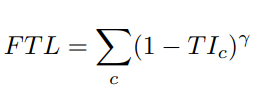 FTL = \sum_{c} (1 - TI_c)^\gamma